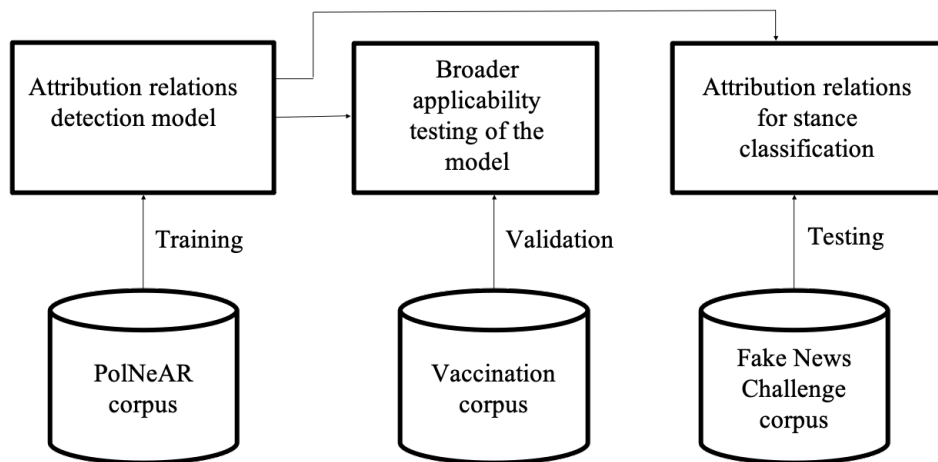 Attribution relations
detection model
Broader
applicability
testing of the
model
Attribution relations
for stance
classification
Training
Validation
Testing
PolNeAR
corpus
Vaccination
corpus
Fake News
Challenge
corpus